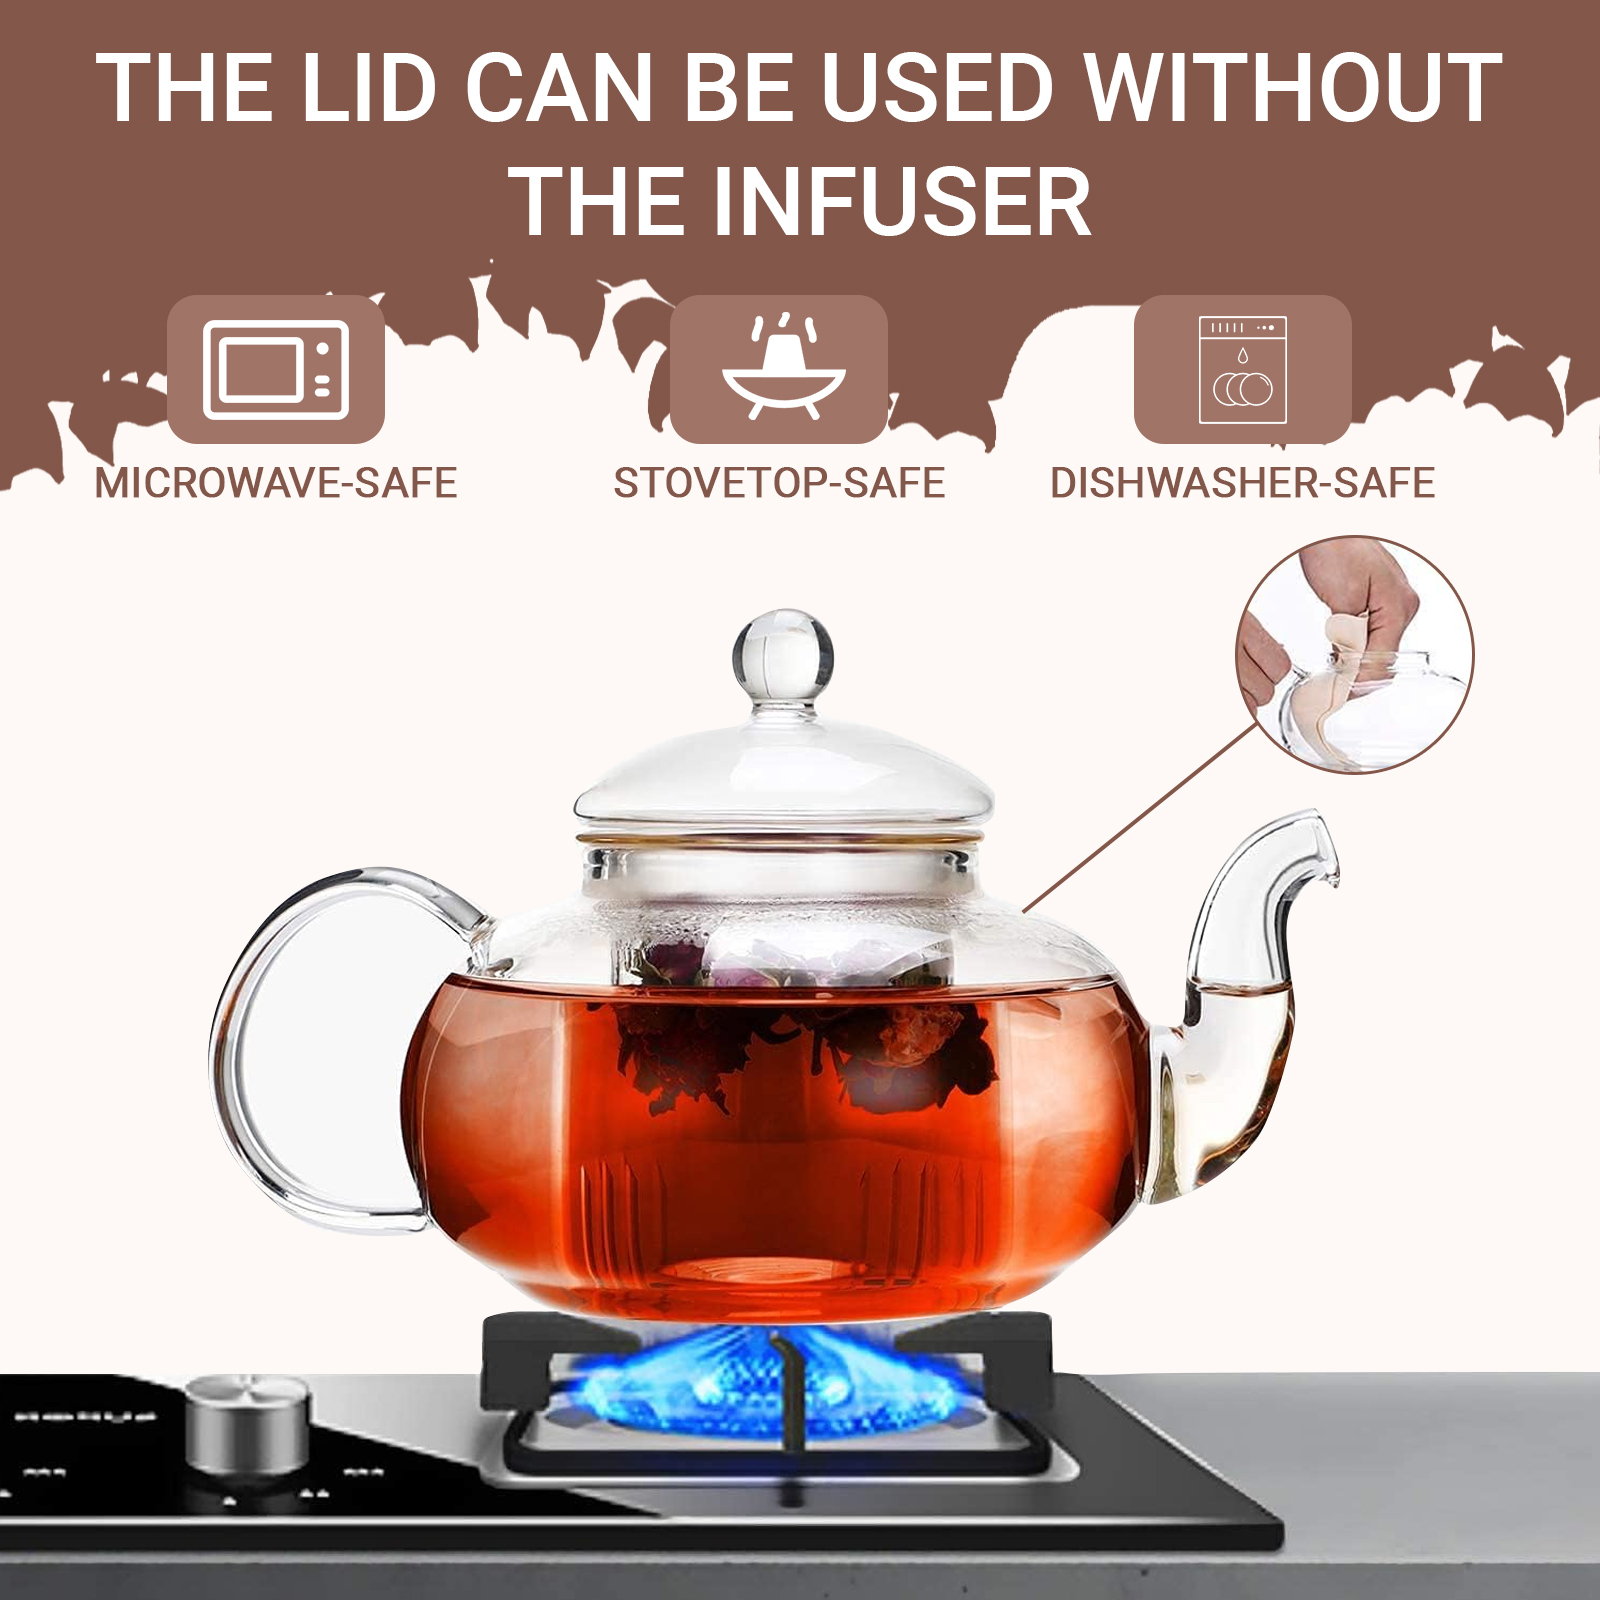 THE LID CAN BE USED WITHOUT
THE INFUSER
MICROWAVE-SAFE
STOVETOP-SAFE
DISHWASHER-SAFE